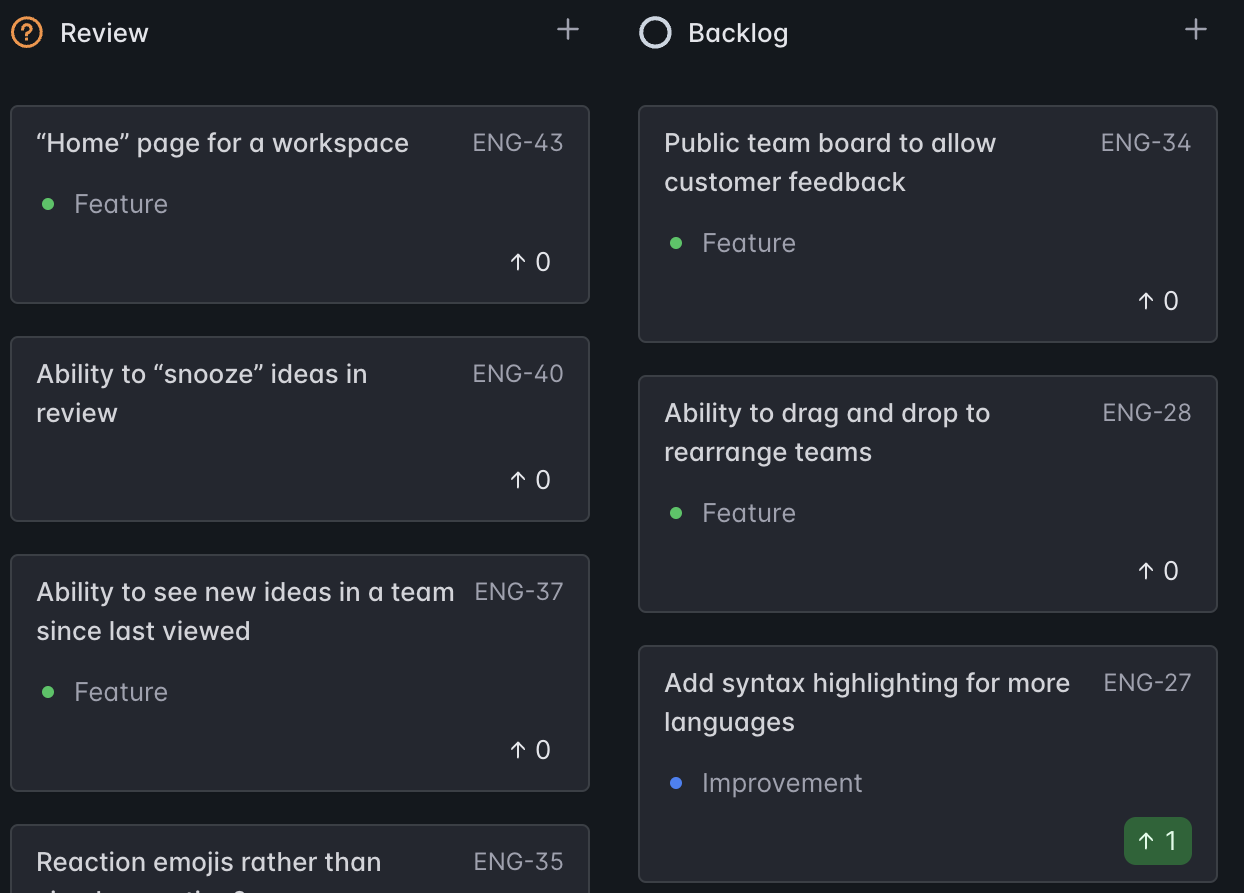 Review
“Home” page for a workspace ENG-43
Feature
↑ 0
Ability to “snooze” ideas in ENG-40
review
↑ 0
Ability to see new ideas in a team ENG-37
since last viewed
Feature
↑ 0
Reaction emojis rather than ENG-35
Backlog
Public team board to allow ENG-34
customer feedback
Feature
↑ 0
Ability to drag and drop to ENG-28
rearrange teams
Feature
↑ 0
Add syntax highlighting for more ENG-27
languages
Improvement
↑ 1